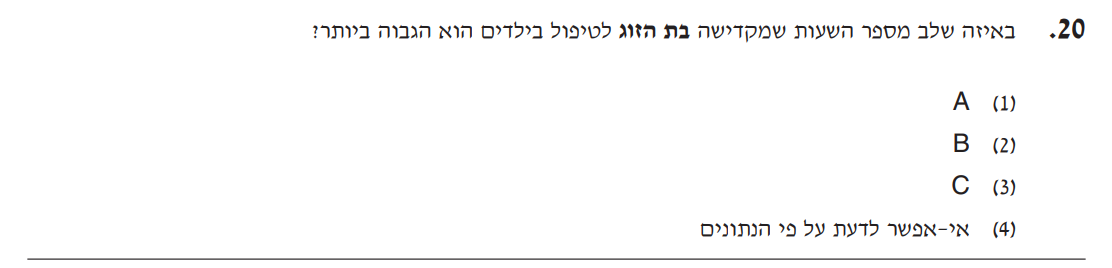 20. באיזה שלב מספר השעות שמקדישה בת הזוג לטיפול בילדים הוא הגבוה ביותר?
(1) A
(2) B
(3) C
(4) אי-אפשר לדעת על פי הנתונים